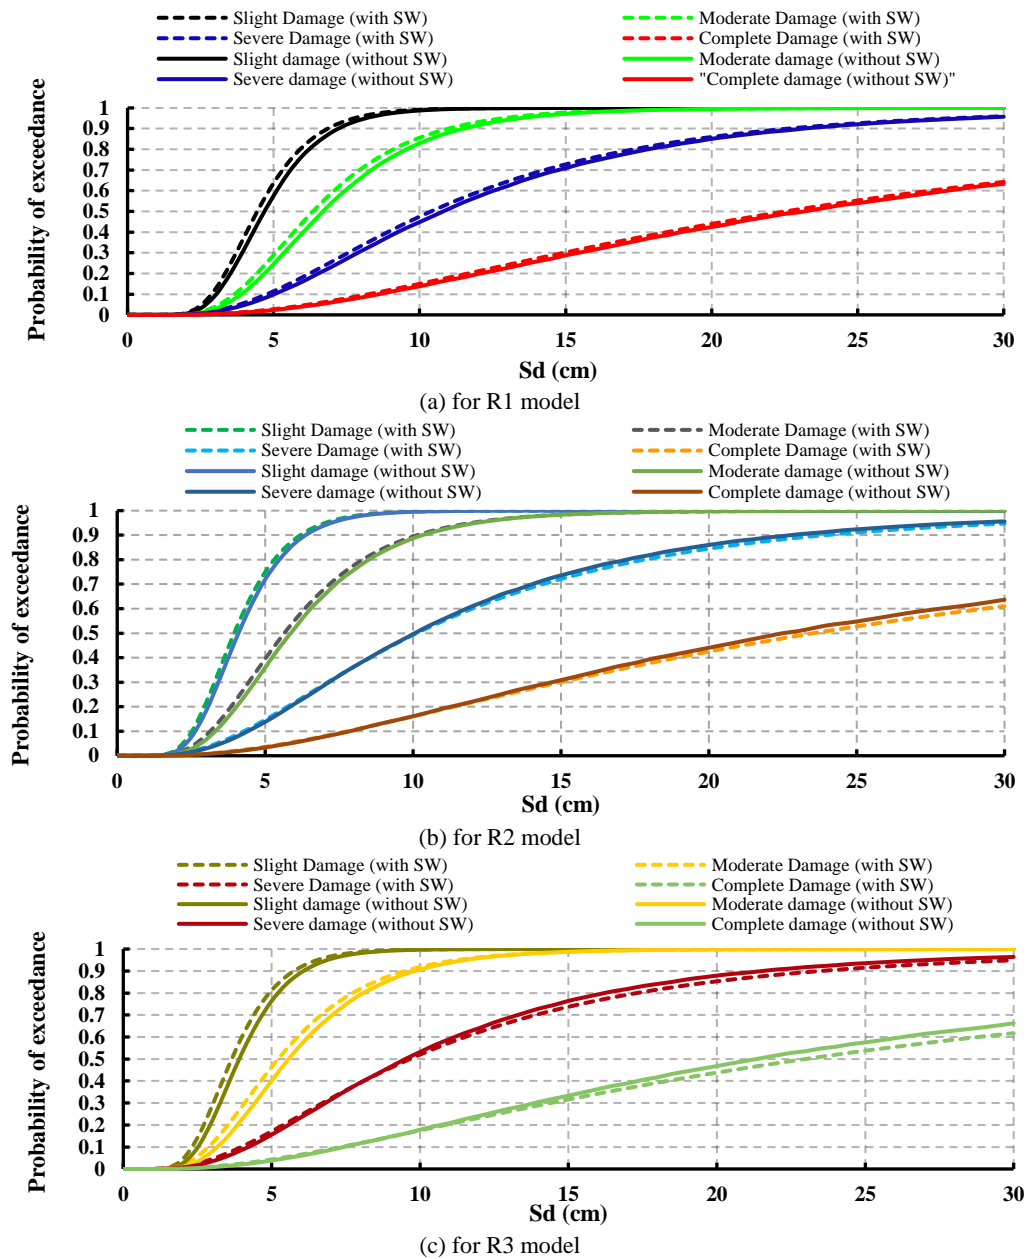 Slight Damage (with SW) Moderate Damage (with SW)
Severe Damage (with SW) Complete Damage (with SW)
Slight damage (without SW) Moderate damage (without SW)
Severe damage (without SW) "Complete damage (without SW)"
Probability of exceedance
1
0.9
0.8
0.7
0.6
0.5
0.4
0.3
0.2
0.1
0
0 5 10 15 20 25 30
Sd (cm)
(a) for R1 model
Slight Damage (with SW) Moderate Damage (with SW)
Severe Damage (with SW) Complete Damage (with SW)
Slight damage (without SW) Moderate damage (without SW)
Severe damage (without SW) Complete damage (without SW)
Probability of exceedance
1
0.9
0.8
0.7
0.6
0.5
0.4
0.3
0.2
0.1
0
0 5 10 15 20 25 30
Sd (cm)
(b) for R2 model
Slight Damage (with SW) Moderate Damage (with SW)
Severe Damage (with SW) Complete Damage (with SW)
Slight damage (without SW) Moderate damage (without SW)
Severe damage (without SW) Complete damage (without SW)
Probability of exceedance
1
0.9
0.8
0.7
0.6
0.5
0.4
0.3
0.2
0.1
0
0 5 10 15 20 25 30
Sd (cm)
(c) for R3 model